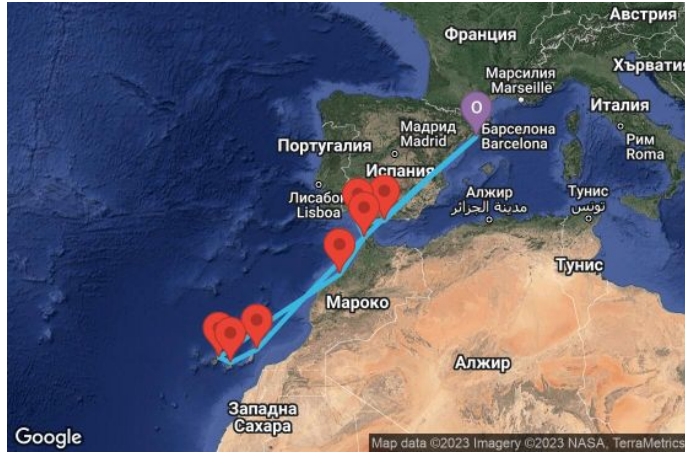 Австрия
Франция
Хърватия
Марсилия
Marseille
O
Италия
Мадрид
Madrid
Барселона
Barcelona
Рим
Roma
Португалия
Испания
Лисабон
Lisboa
Алжир
مدينة الجزائر
Тунис
تونس
Тунис
Мароко
Алжир
Западна
Сахара
Google
Map data ©2023 Imagery ©2023 NASA, TerraMetrics